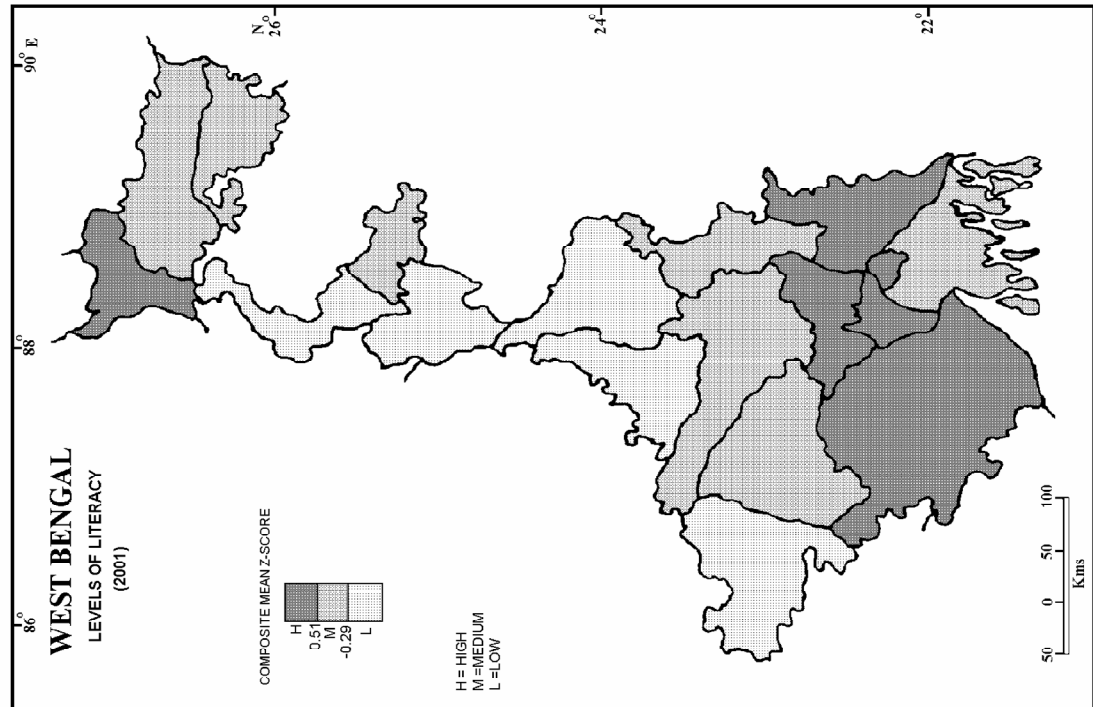 WEST BENGAL
LEVELS OF LITERACY
(2001)
COMPOSITE MEAN Z-SCORE
H
0.51
M
-0.29
L
H = HIGH
M =MEDIUM
L =LOW
86°
88°
90° E
N
26°
24°
22°
50 0 50 100
Kms